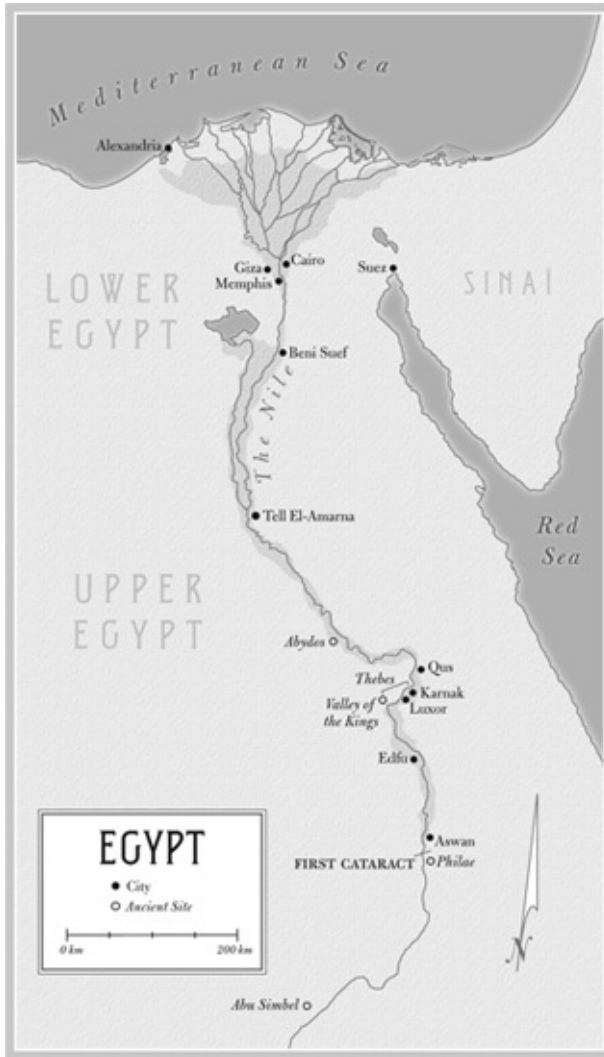 Mediterranean Sea
Alexandria
Cairo
Giza
Memphis
Suez
SINAÏ
LOWER
EGYPT
Beni Suef
The Nile
Tell El-Amarna
Red
Sea
UPPER
EGYPT
Abydos
Qus
Thebes
Karnak
Valley of
the Kings
Luxor
Edfu
Aswan
FIRST CATARACT
Philae
EGYPT
City
Ancient Site
0 km
200 km
N
Abu Simbel